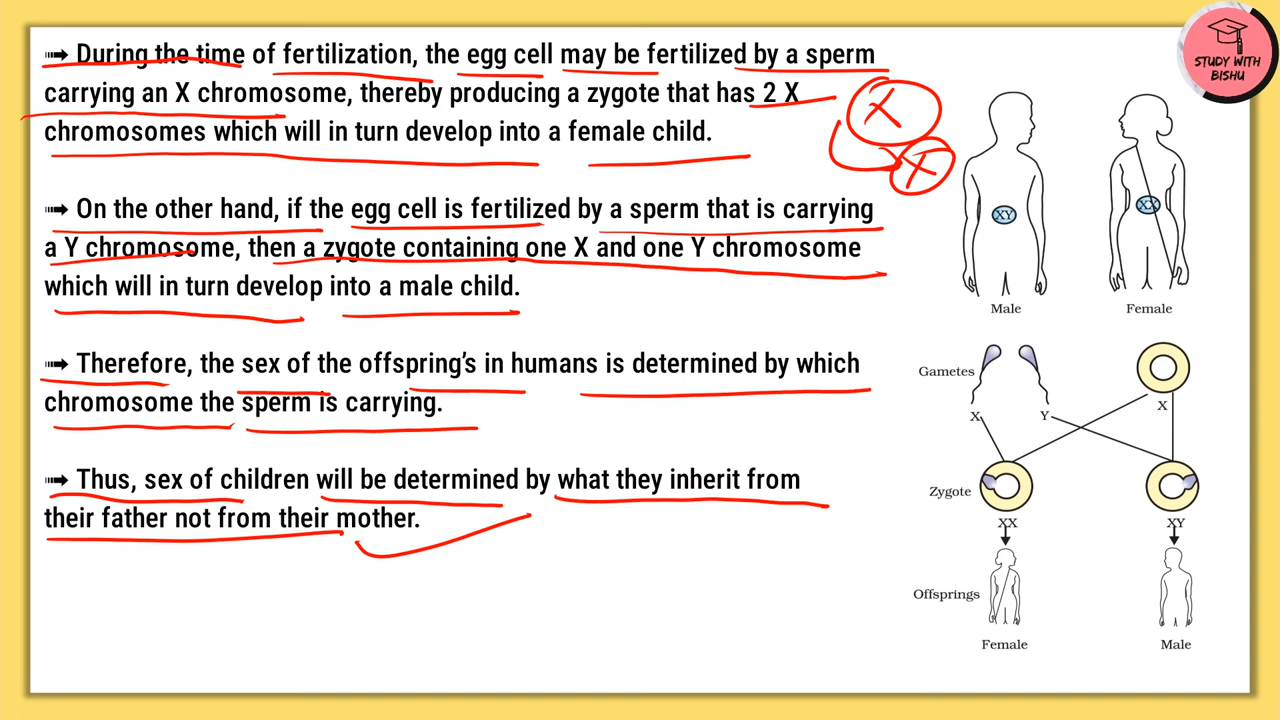 ➟ During the time of fertilization, the egg cell may be fertilized by a sperm
carrying an X chromosome, thereby producing a zygote that has 2 X
chromosomes which will in turn develop into a female child.
➟ On the other hand, if the egg cell is fertilized by a sperm that is carrying
a Y chromosome, then a zygote containing one X and one Y chromosome
which will in turn develop into a male child.
➟ Therefore, the sex of the offspring's in humans is determined by which
chromosome the sperm is carrying.
➟ Thus, sex of children will be determined by what they inherit from
their father not from their mother.
X
X
STUDY WITH
BISHU
XY
XX
Male
Female
Gametes
X
Y
X
Zygote
XX
XY
Offsprings
Female
Male